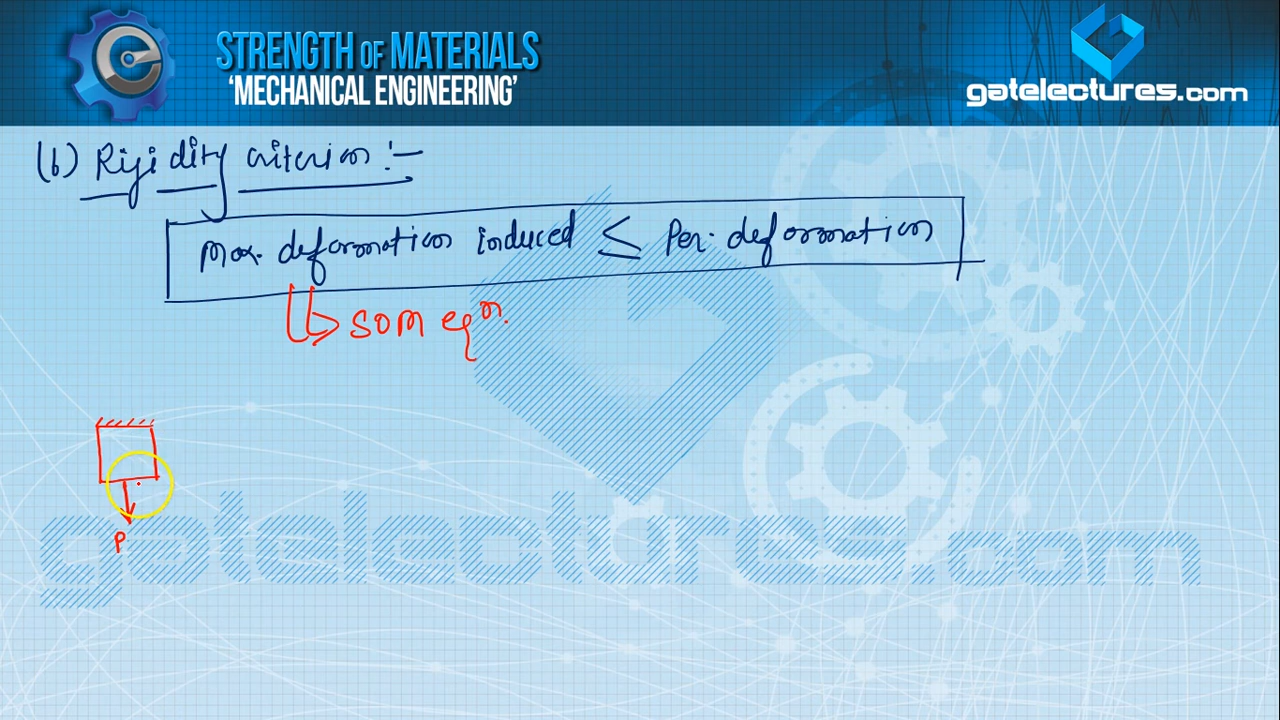 STRENGTH OF MATERIALS
'MECHANICAL ENGINEERING'
gatelectures.com
(b) Rigidity criterion :-
Max. deformation induced ≤ Per. deformation
SOM eqn.
P
gatelectures.com